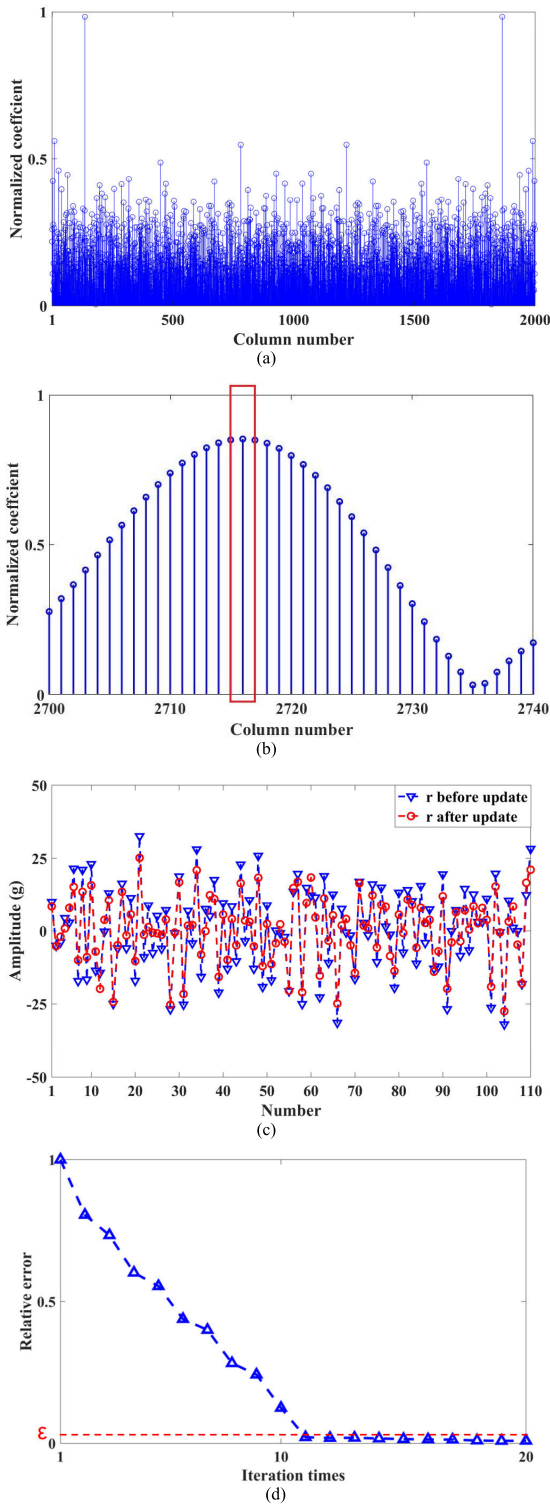 1
Normalized coeffcient
0.5
0
1 500 1000 1500 2000
Column number
(a)
1
Normalized coeffcient
0.5
0
2700 2710 2720 2730 2740
Column number
(b)
50
r before update
r after update
25
Amplitude (g)
0
-25
-50
1 10 20 30 40 50 60 70 80 90 100 110
Number
(c)
1
Relative error
0.5
ε
0
1 10 20
Iteration times
(d)